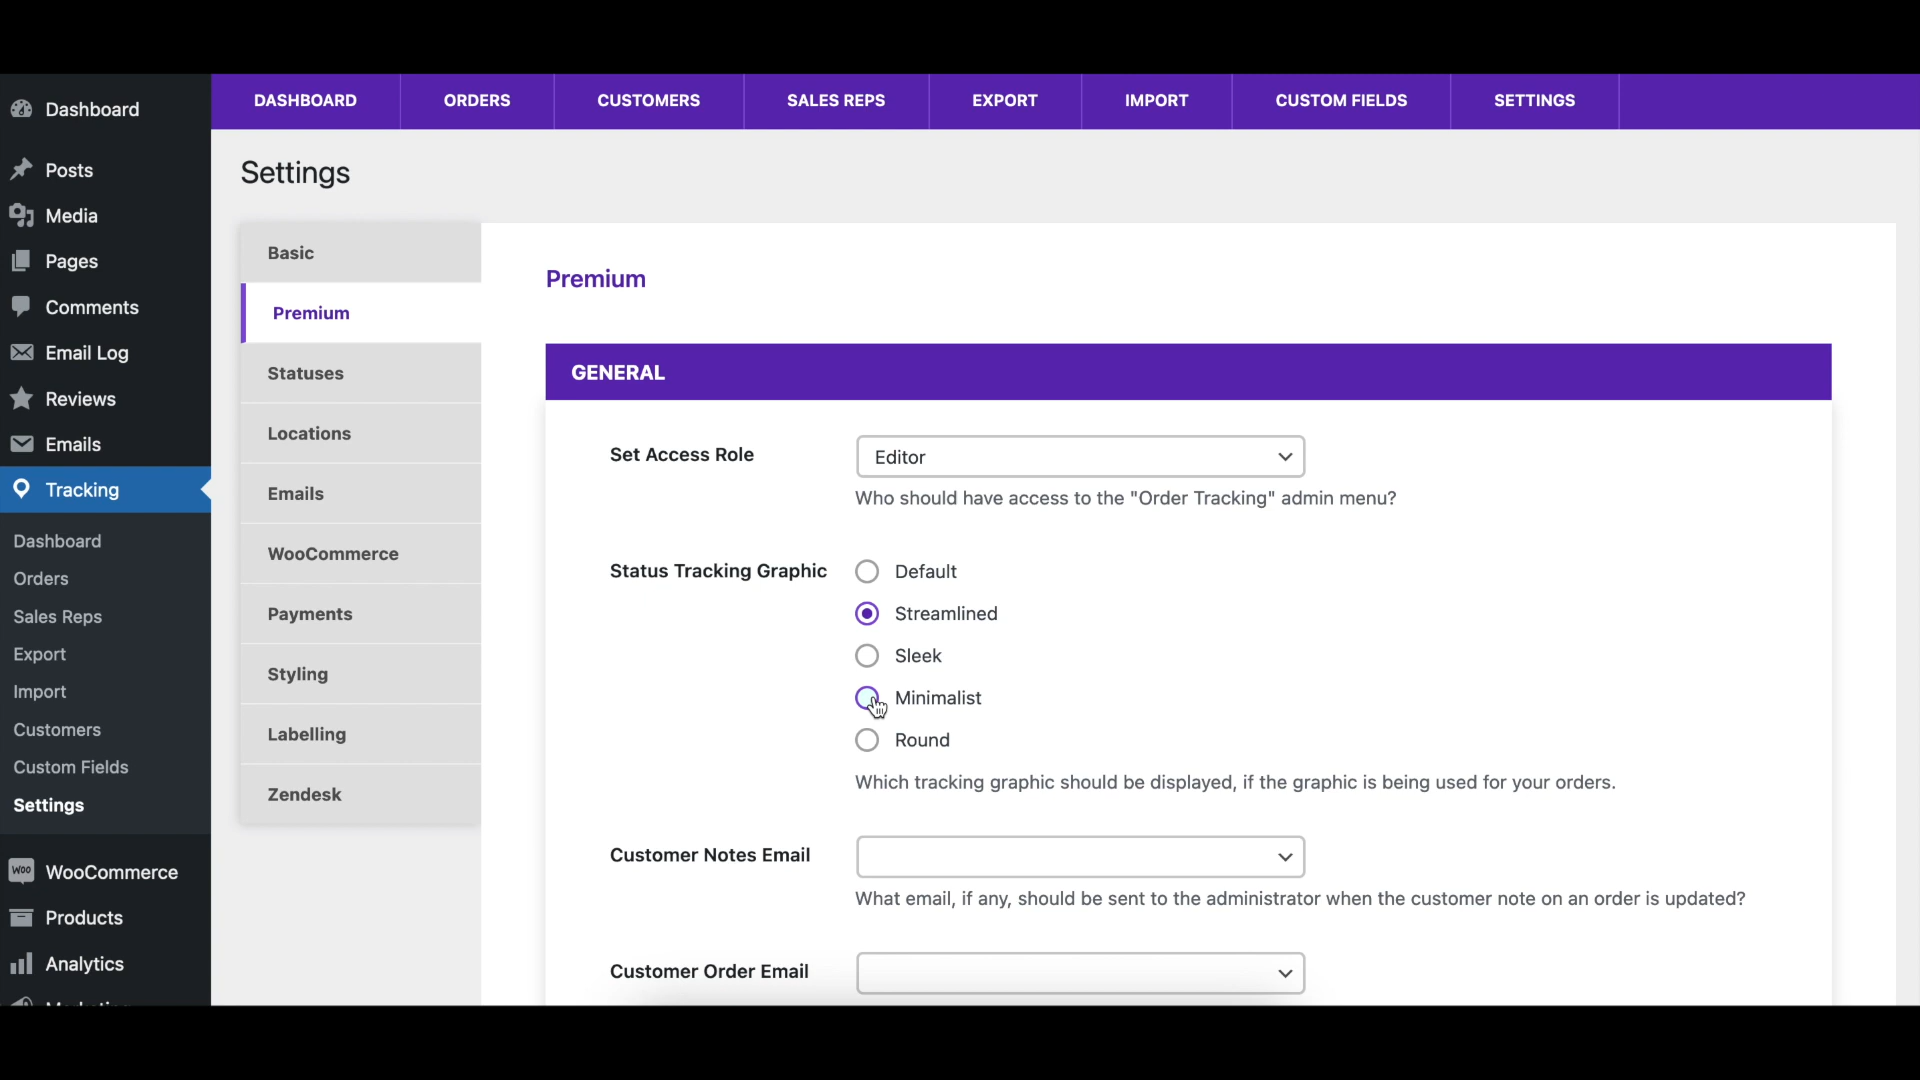 Dashboard
Posts
Media
Pages
Comments
Email Log
Reviews
Emails
Tracking
Dashboard
Orders
Sales Reps
Export
Import
Customers
Custom Fields
Settings
Woo WooCommerce
Products
Analytics
DASHBOARD ORDERS CUSTOMERS SALES REPS EXPORT IMPORT CUSTOM FIELDS SETTINGS
Settings
Basic
Premium
Statuses
Locations
Emails
WooCommerce
Payments
Styling
Labelling
Zendesk
Premium
GENERAL
Set Access Role Editor
Who should have access to the "Order Tracking" admin menu?
Status Tracking Graphic Default
Streamlined
Sleek
Minimalist
Round
Which tracking graphic should be displayed, if the graphic is being used for your orders.
Customer Notes Email
What email, if any, should be sent to the administrator when the customer note on an order is updated?
Customer Order Email